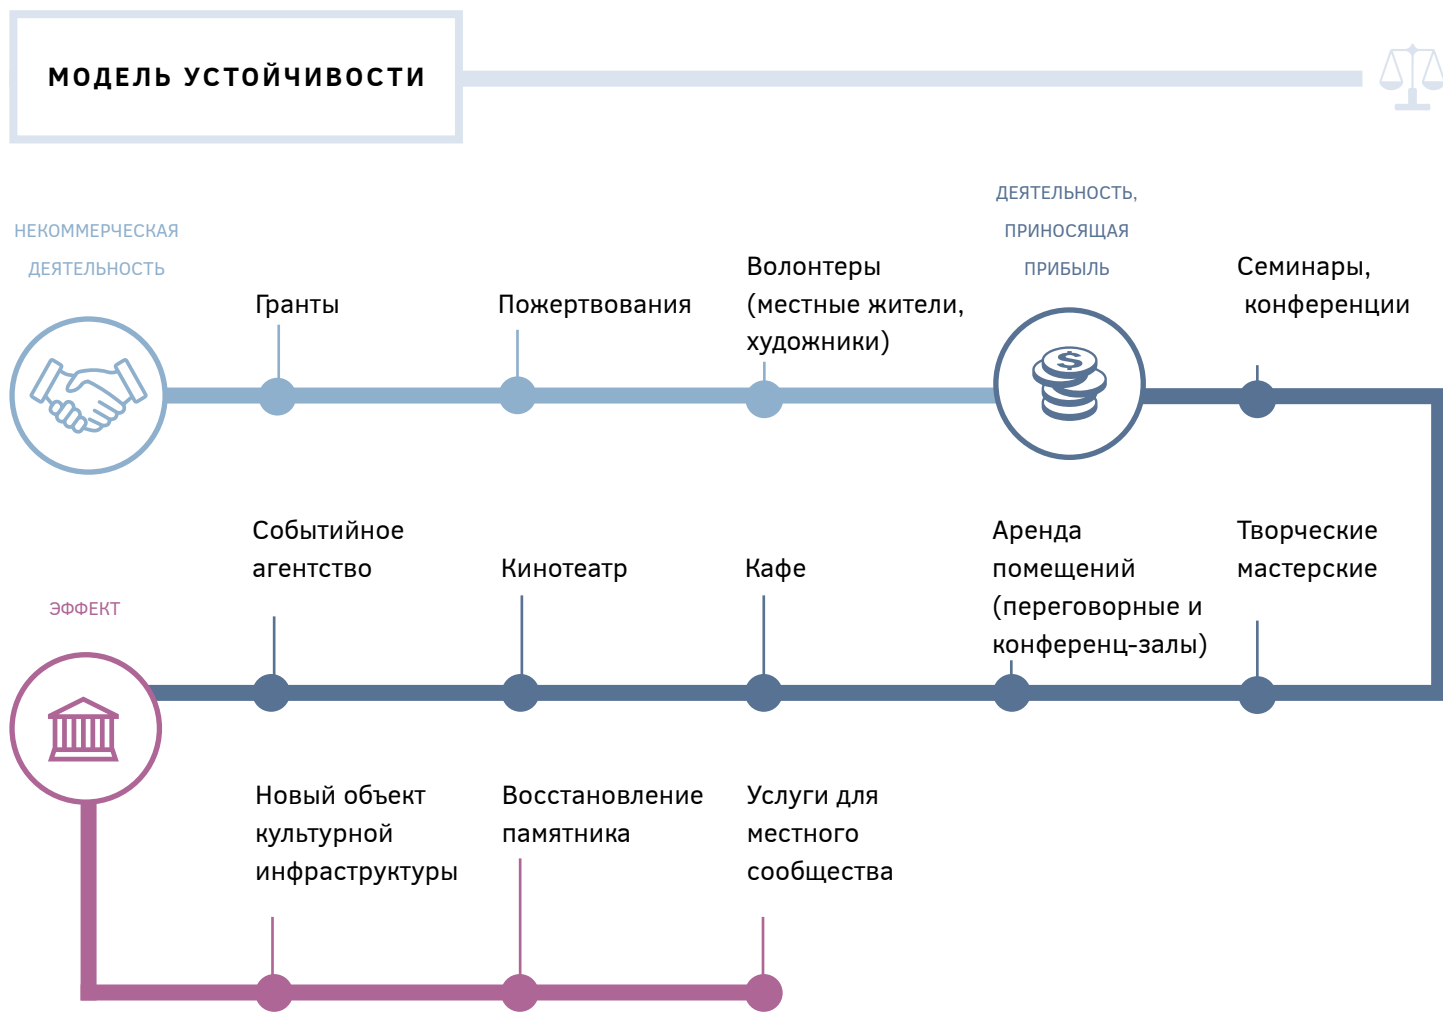 МОДЕЛЬ УСТОЙЧИВОСТИ
НЕКОММЕРЧЕСКАЯ
ДЕЯТЕЛЬНОСТЬ
Гранты
Пожертвования
Волонтеры
(местные жители,
художники)
ДЕЯТЕЛЬНОСТЬ,
ПРИНОСЯЩАЯ
ПРИБЫЛЬ
$
Семинары,
конференции
ЭФФЕКТ
Событийное
агентство
Кинотеатр
Кафе
Аренда
помещений
(переговорные и
конференц-залы)
Творческие
мастерские
Новый объект
культурной
инфраструктуры
Восстановление
памятника
Услуги для
местного
сообщества